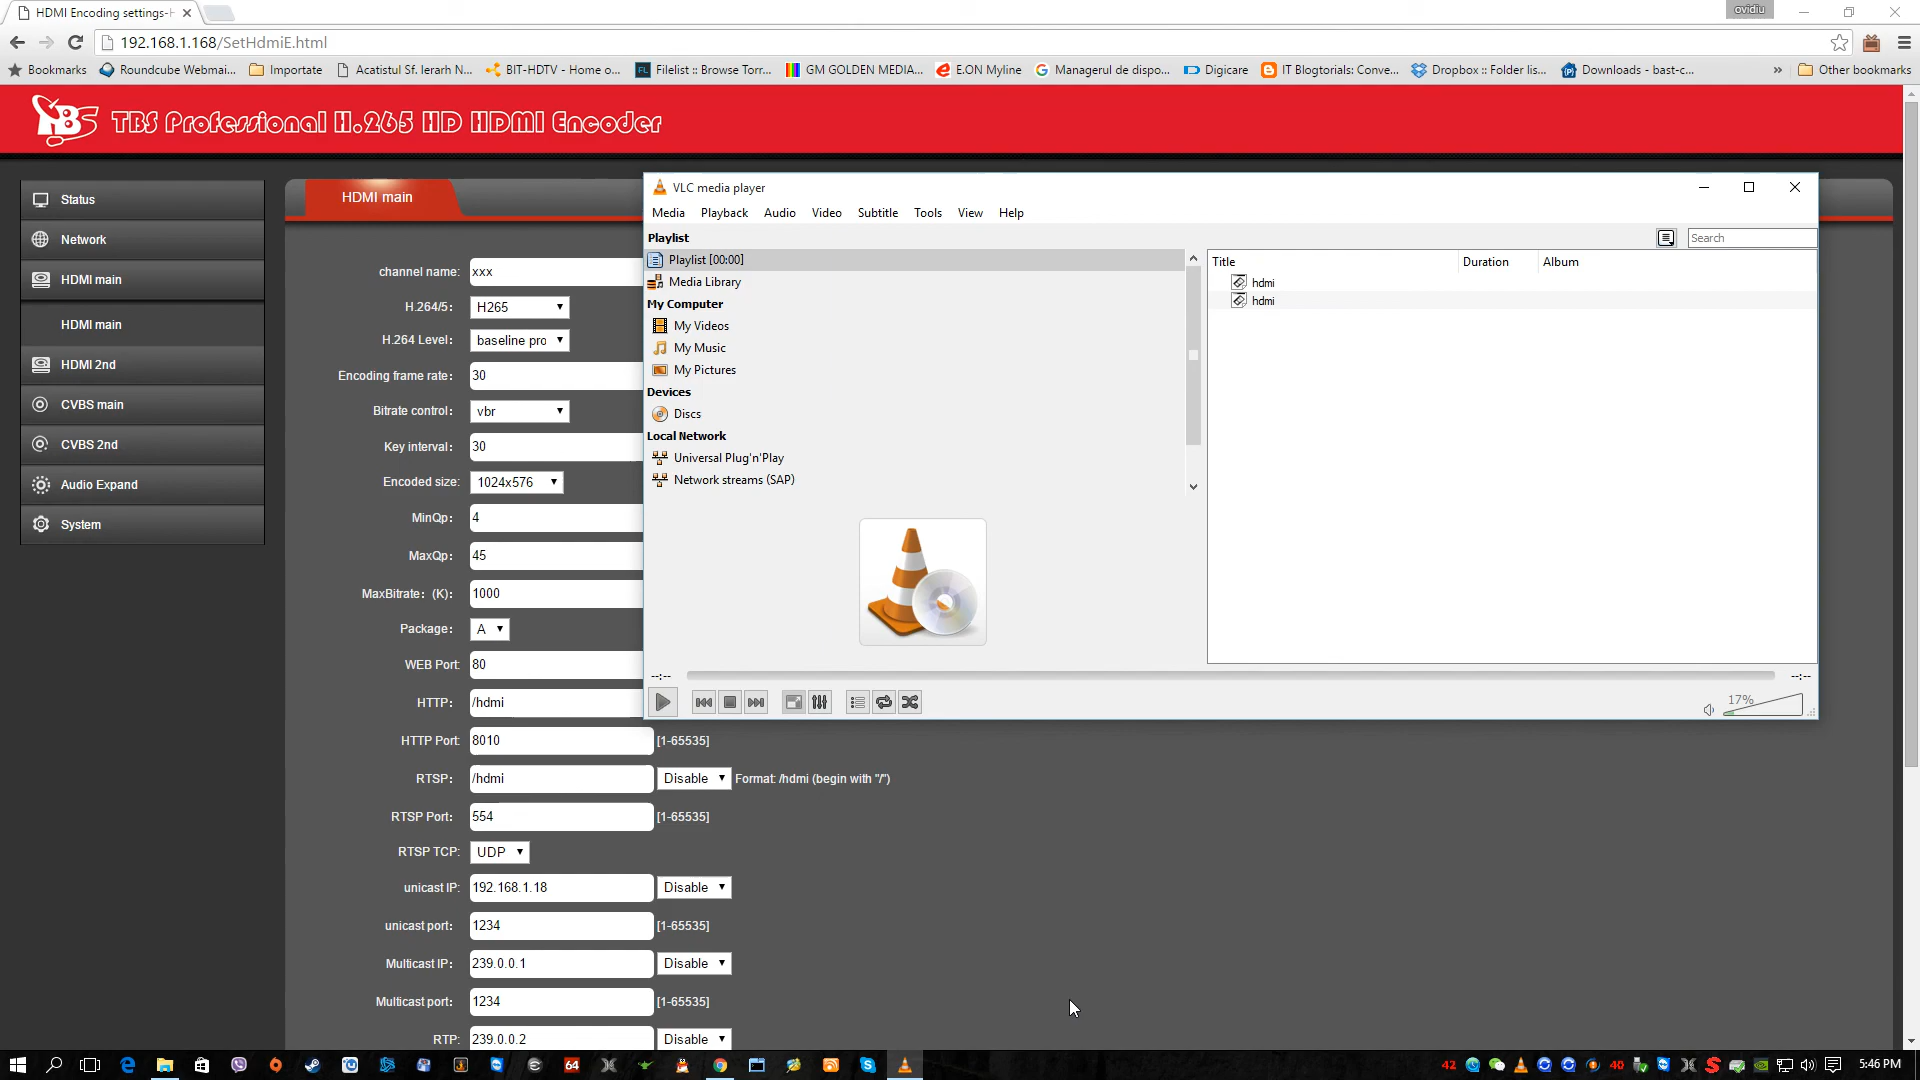 HDMI Encoding settings-H
ovidiu
192.168.1.168/SetHdmiE.html
Bookmarks
Roundcube Webmai...
Importate
Acatistul Sf. Ierarh N...
BIT-HDTV - Home o...
Filelist :: Browse Torr...
GM GOLDEN MEDIA...
E.ON Myline
Managerul de dispo...
Digicare
IT Blogtorials: Conve...
Dropbox :: Folder lis...
Downloads - bast-c...
»
Other bookmarks
TBS Professional H.265 HD HDMI Encoder
Status
Network
HDMI main
HDMI main
HDMI 2nd
CVBS main
CVBS 2nd
Audio Expand
System
HDMI main
channel name: xxx
H.264/5: H265
H.264 Level: baseline pro
Encoding frame rate: 30
Bitrate control: vbr
Key interval: 30
Encoded size: 1024x576
MinQp: 4
MaxQp: 45
MaxBitrate: (K): 1000
Package: A
WEB Port: 80
HTTP: /hdmi
HTTP Port: 8010 [1-65535]
RTSP: /hdmi Disable Format: /hdmi (begin with "/")
RTSP Port: 554 [1-65535]
RTSP TCP: UDP
unicast IP: 192.168.1.18 Disable
unicast port: 1234 [1-65535]
Multicast IP: 239.0.0.1 Disable
Multicast port: 1234 [1-65535]
RTP: 239.0.0.2 Disable
VLC media player
Media Playback Audio Video Subtitle Tools View Help
Playlist
Search
Playlist [00:00]
Media Library
My Computer
My Videos
My Music
My Pictures
Devices
Discs
Local Network
Universal Plug'n'Play
Network streams (SAP)
Title Duration Album
hdmi
hdmi
--:-- --:--
17%
64
42
40
5:46 PM